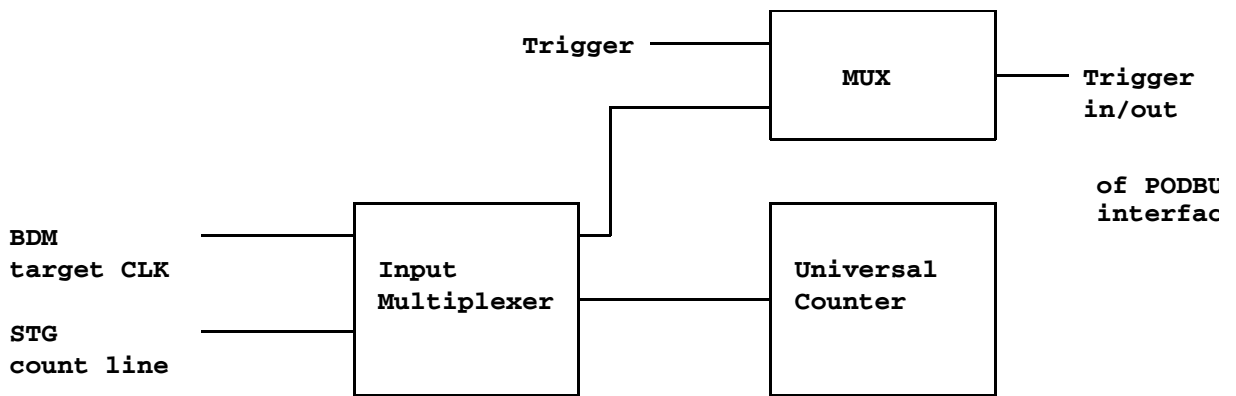 Trigger
MUX
Trigger
in/out
of PODBU
interfac
BDM
target CLK
Input
Multiplexer
Universal
Counter
STG
count line